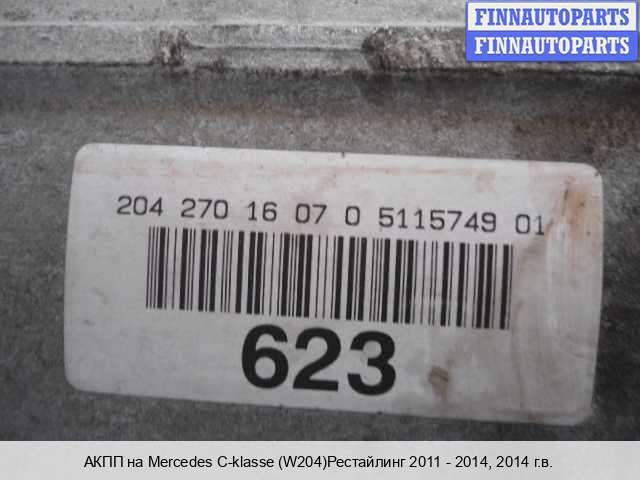 FINNAUTOPARTS
FINNAUTOPARTS
204 270 16 07 0 5115749 01
623
АКПП на Mercedes C-klasse (W204)Рестайлинг 2011 - 2014, 2014 г.в.